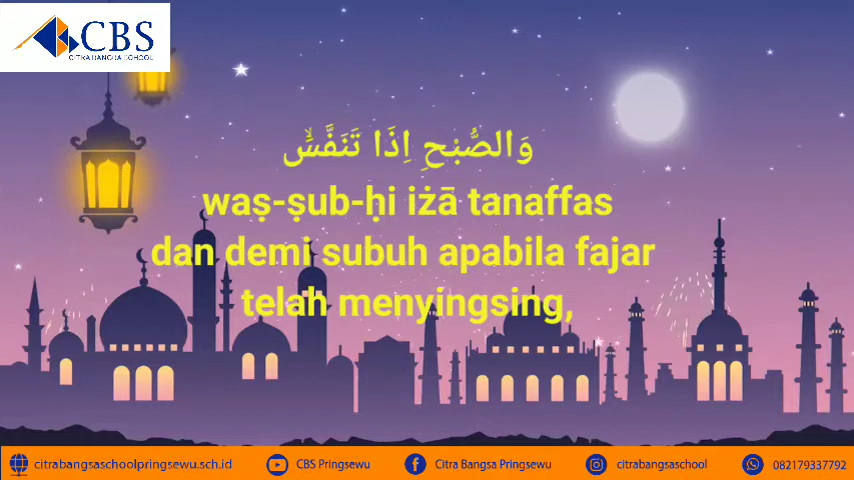 CBS
CITRA BANGSA SCHOOL
وَالصُّبْحِ اِذَا تَنَفَّسَۙ
waṣ-ṣub-ḥi iżā tanaffas
dan demi subuh apabila fajar
telah menyingsing,
citrabangsaschoolpringsewu.sch.id
CBS Pringsewu
Citra Bangsa Pringsewu
citrabangsaschool
082179337792